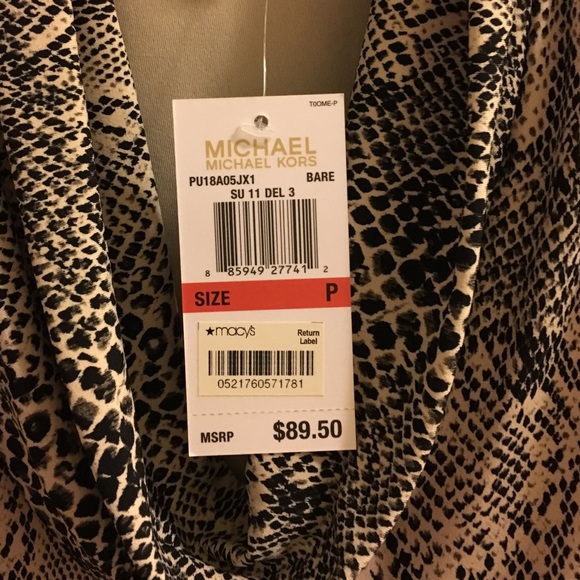 T0OME-P
MICHAEL
MICHAEL KORS
PU18A05JX1 BARE
SU 11 DEL 3
8 85949 27741 2
SIZE P
★macy's Return
Label
0521760571781
MSRP $89.50